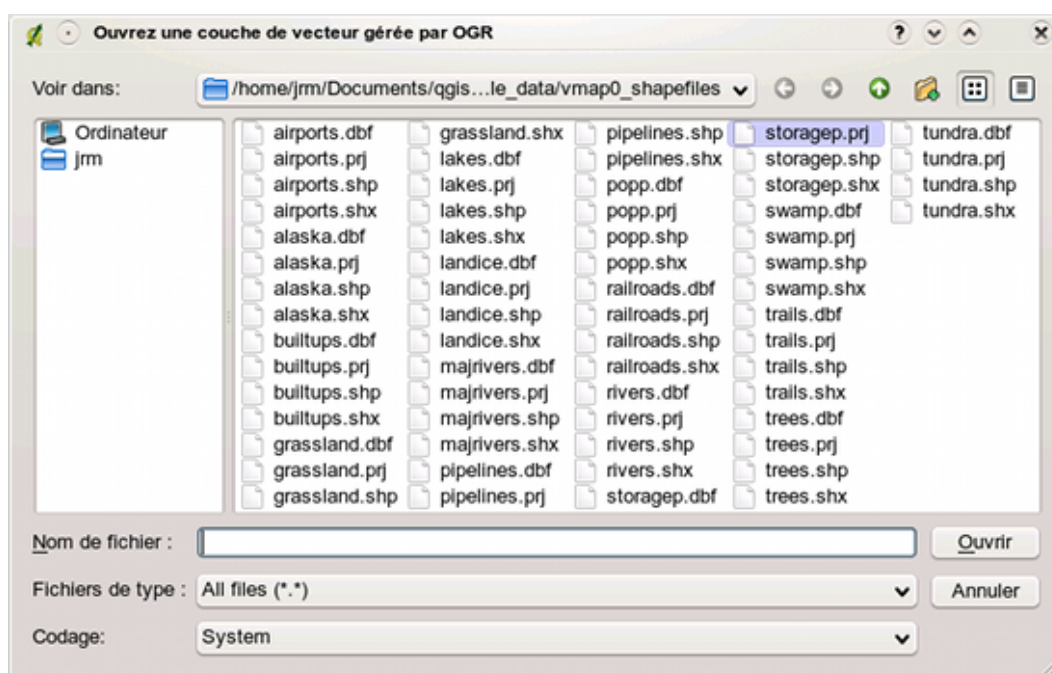 Ouvrez une couche de vecteur gérée par OGR
Voir dans:
/home/jrm/Documents/qgis...le_data/vmap0_shapefiles
Ordinateur
jrm
airports.dbf
airports.prj
airports.shp
airports.shx
alaska.dbf
alaska.prj
alaska.shp
alaska.shx
builtups.dbf
builtups.prj
builtups.shp
builtups.shx
grassland.dbf
grassland.prj
grassland.shp
grassland.shx
lakes.dbf
lakes.prj
lakes.shp
lakes.shx
landice.dbf
landice.prj
landice.shp
landice.shx
majrivers.dbf
majrivers.prj
majrivers.shp
majrivers.shx
pipelines.dbf
pipelines.prj
pipelines.shp
pipelines.shx
popp.dbf
popp.prj
popp.shp
popp.shx
railroads.dbf
railroads.prj
railroads.shp
railroads.shx
rivers.dbf
rivers.prj
rivers.shp
rivers.shx
storagep.dbf
storagep.prj
storagep.shp
storagep.shx
swamp.dbf
swamp.prj
swamp.shp
swamp.shx
trails.dbf
trails.prj
trails.shp
trails.shx
trees.dbf
trees.prj
trees.shp
trees.shx
tundra.dbf
tundra.prj
tundra.shp
tundra.shx
Nom de fichier :
Ouvrir
Fichiers de type : All files (*.*)
Annuler
Codage: System